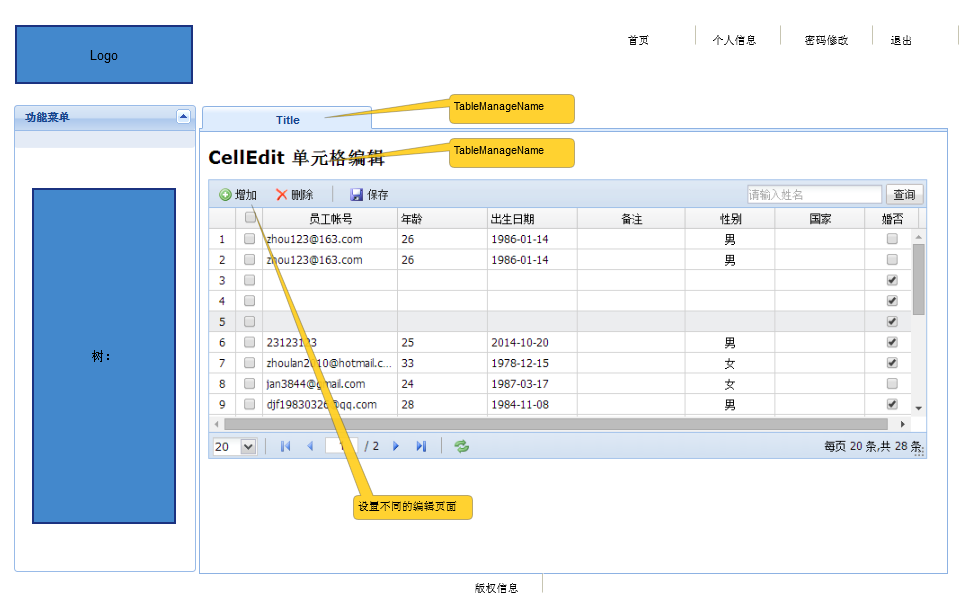 首页 个人信息 密码修改 退出
Logo
功能菜单
Title
TableManageName
TableManageName
CellEdit 单元格编辑
增加 删除 保存 请输入姓名 查询
员工帐号 年龄 出生日期 备注 性别 国家 婚否
1 zhou123@163.com 26 1986-01-14 男
2 zhou123@163.com 26 1986-01-14 男
3
4
5
6 23123123 25 2014-10-20 男
7 zhoulan2010@hotmail.c... 33 1978-12-15 女
8 jan3844@gmail.com 24 1987-03-17 女
9 djf19830326@qq.com 28 1984-11-08 男
树：
20 1 / 2 每页 20 条,共 28 条
设置不同的编辑页面
版权信息